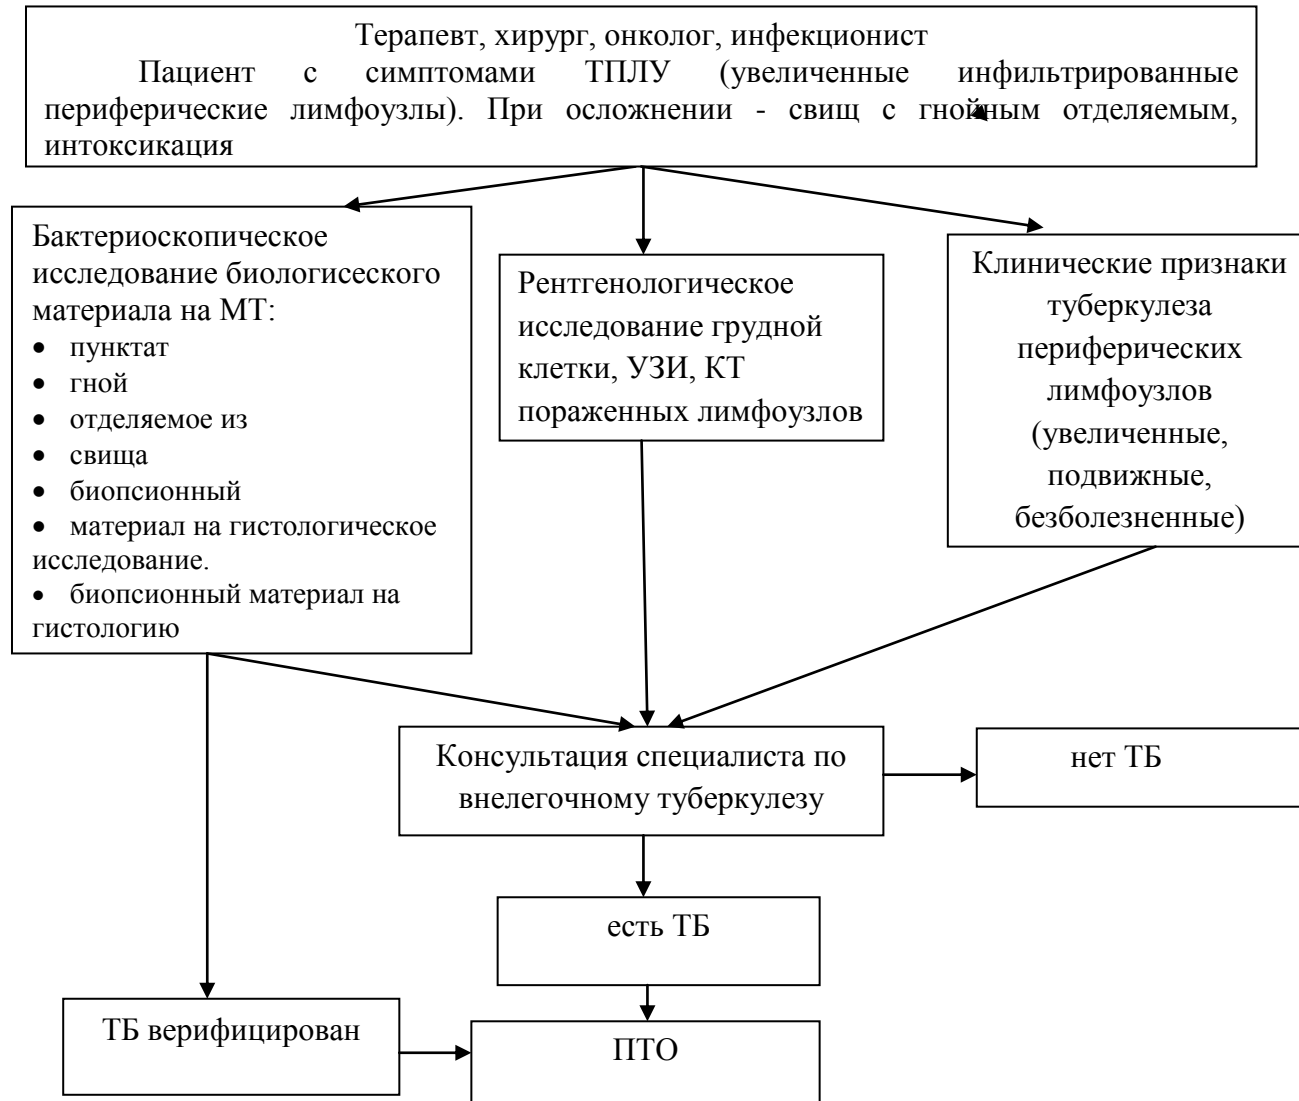 Терапевт, хирург, онколог, инфекционист
Пациент с симптомами ТПЛУ (увеличенные инфильтрированные
периферические лимфоузлы). При осложнении - свищ с гнойным отделяемым,
интоксикация
Бактериоскопическое
исследование биологисеского
материала на МТ:
• пунктат
• гной
• отделяемое из
• свища
• биопсионный
• материал на гистологическое
исследование.
• биопсионный материал на
гистологию
Рентгенологическое
исследование грудной
клетки, УЗИ, КТ
пораженных лимфоузлов
Клинические признаки
туберкулеза
периферических
лимфоузлов
(увеличенные,
подвижные,
безболезненные)
Консультация специалиста по
внелегочному туберкулезу
нет ТБ
есть ТБ
ТБ верифицирован
ПТО